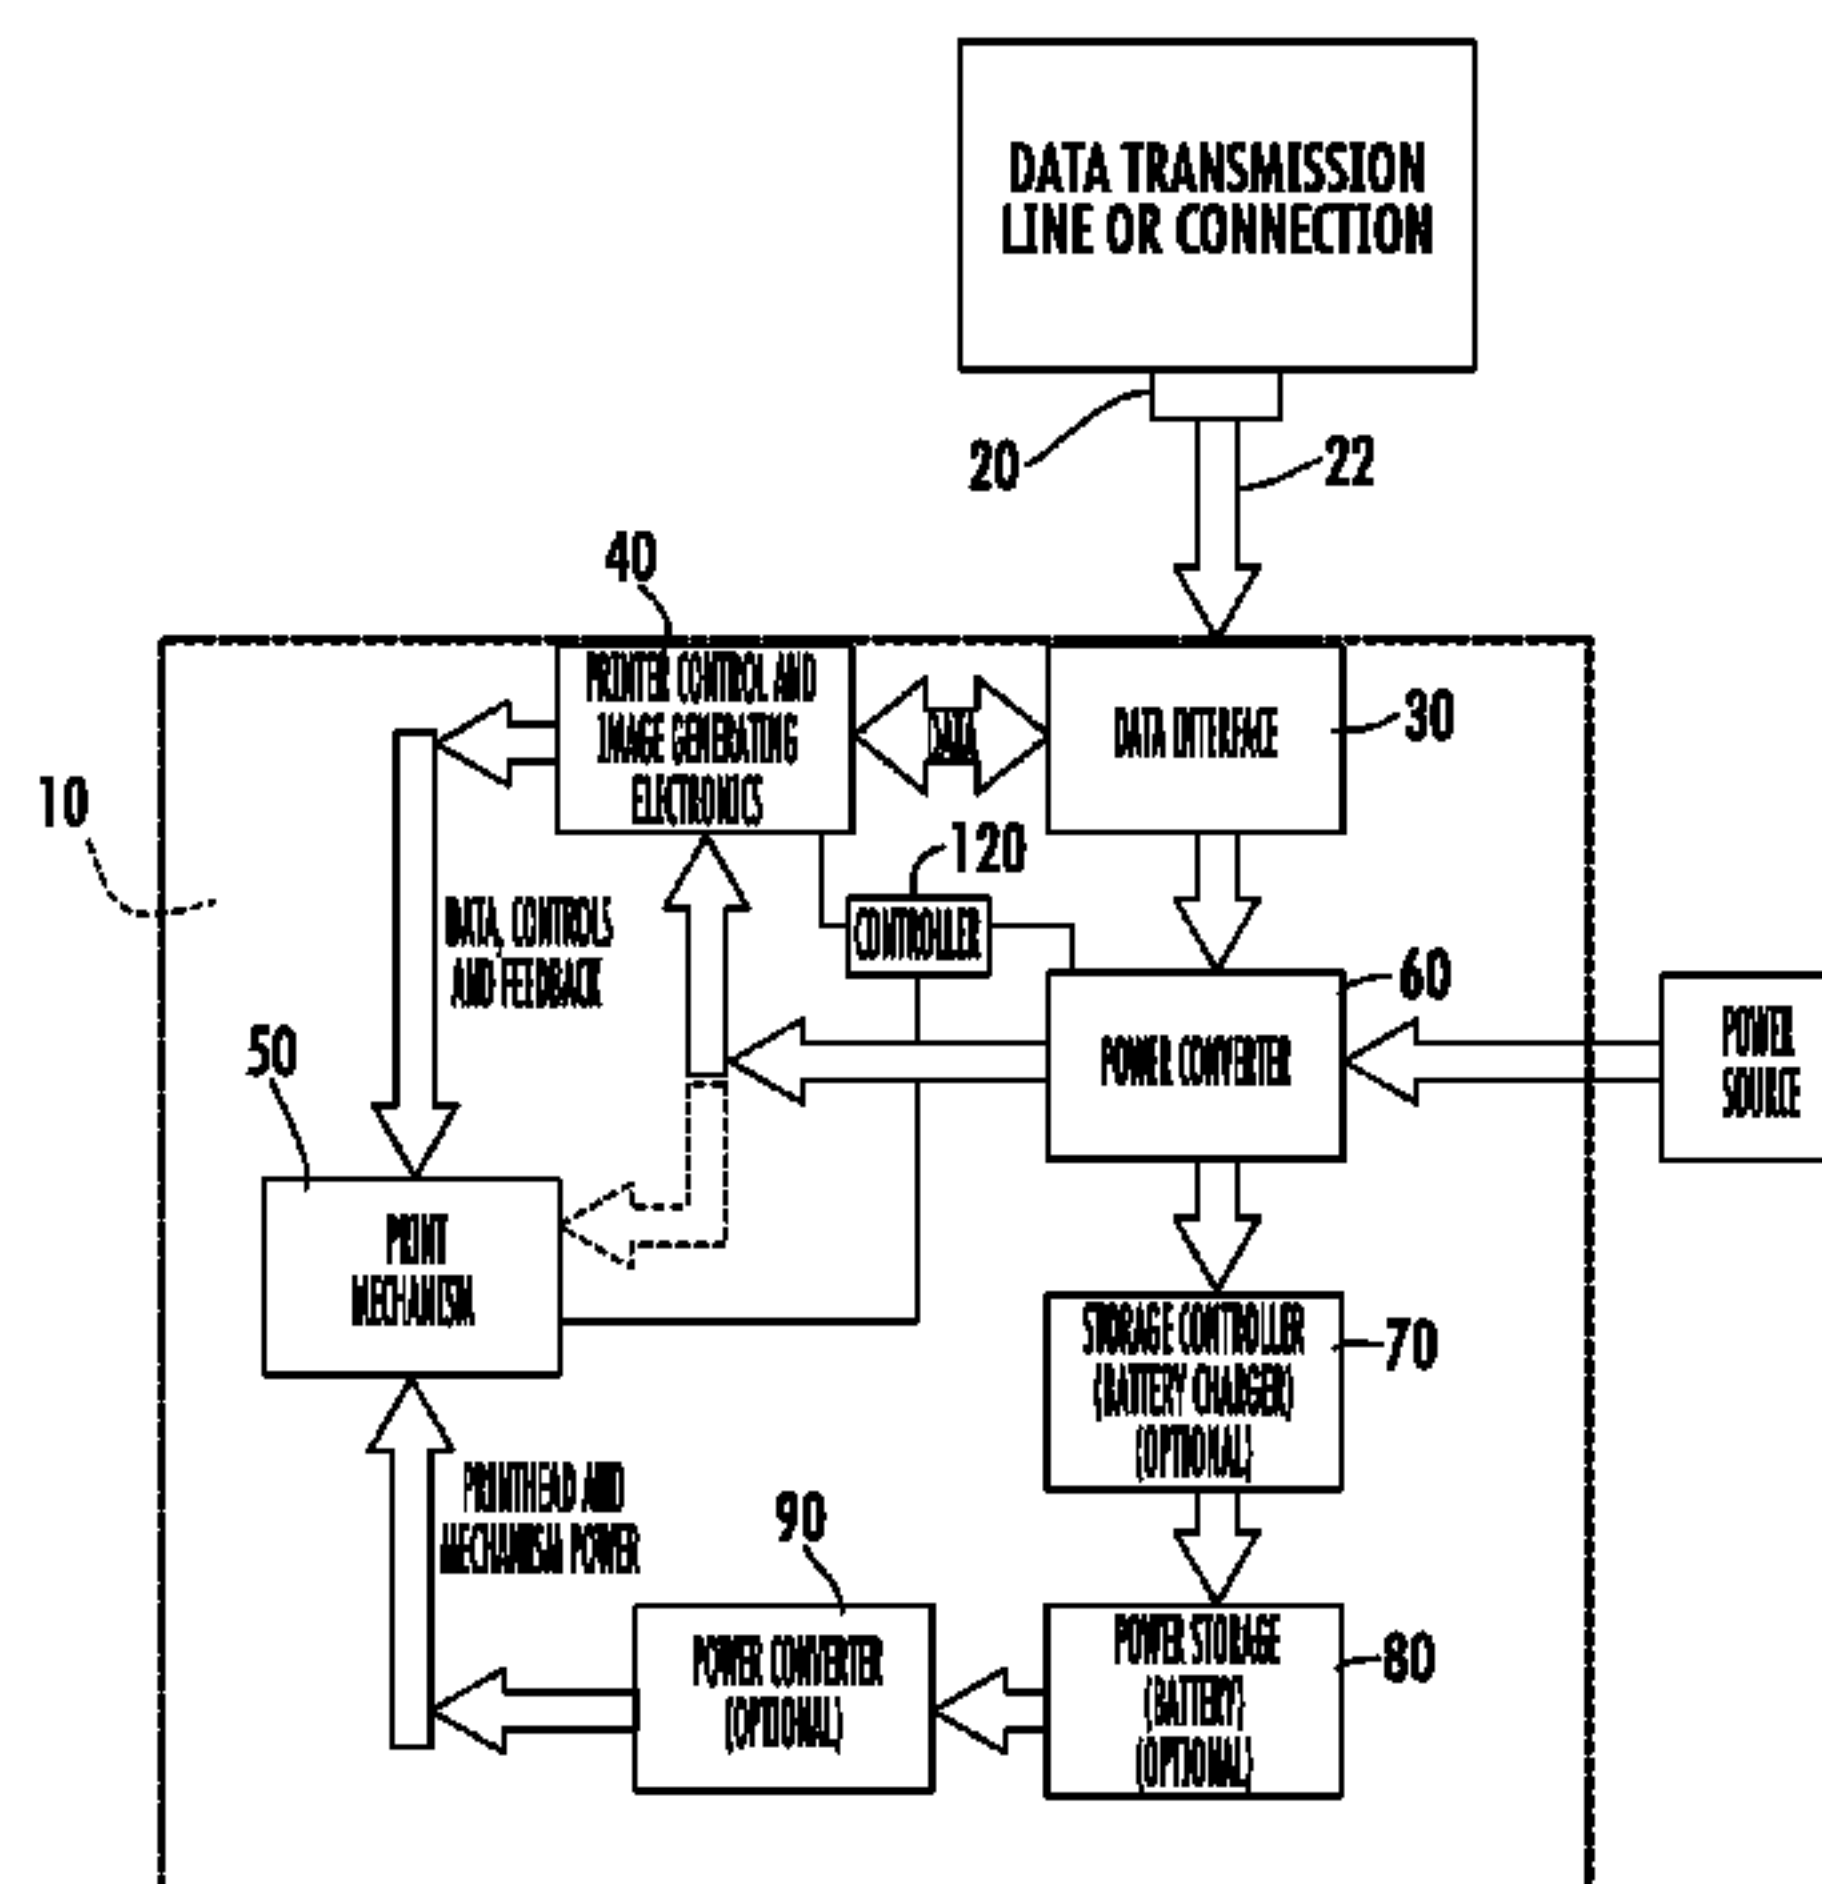 DATA TRANSMISSION
LINE OR CONNECTION
20
22
40
PRINTER CONTROL AND
IMAGE GENERATING
ELECTRONICS
DATA
DATA INTERFACE
30
10
120
CONTROLLER
DATA, CONTROLS
AND FEEDBACK
60
POWER CONVERTER
POWER
SOURCE
50
PRINT
MECHANISM
STORAGE CONTROLLER
(BATTERY CHARGER)
(OPTIONAL)
70
PRINTHEAD AND
MECHANISM POWER
90
POWER CONVERTER
(OPTIONAL)
POWER STORAGE
(BATTERY)
(OPTIONAL)
80